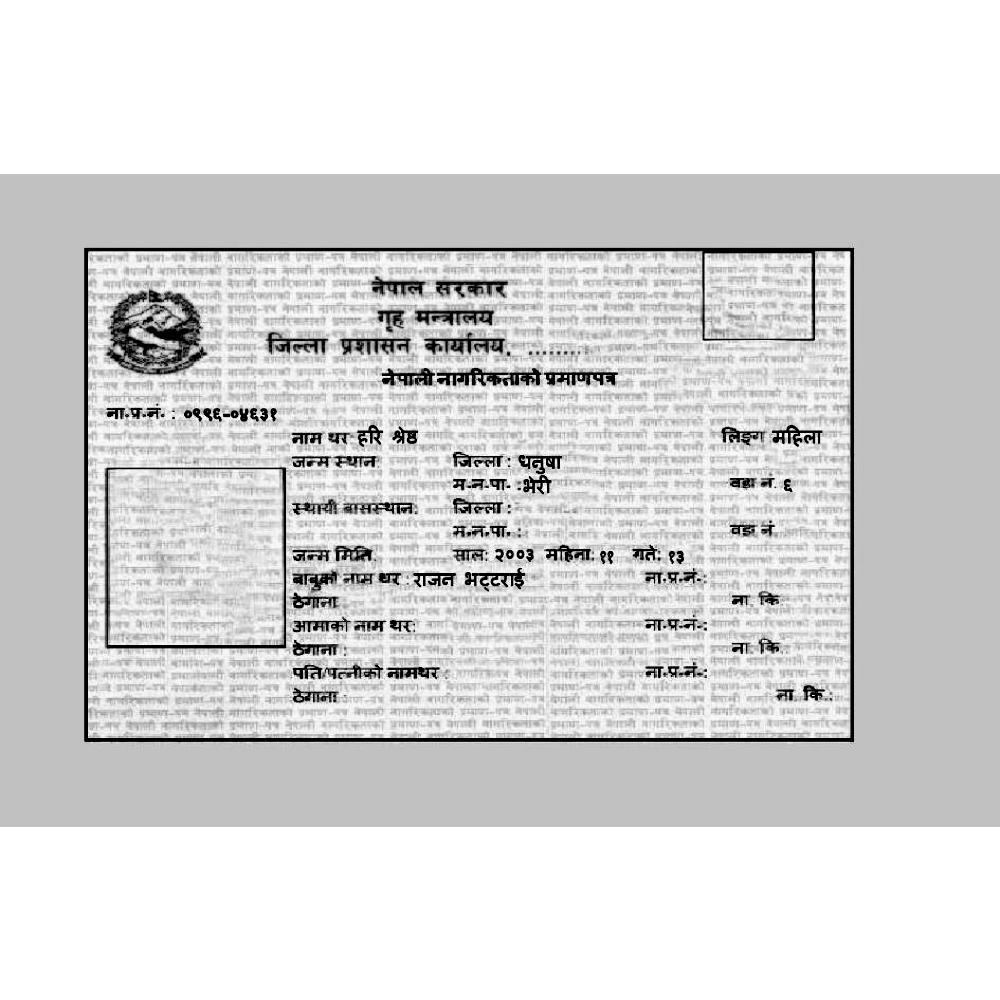 नेपाल सरकार
गृह मन्त्रालय
जिल्ला प्रशासन कार्यालय, .........
नेपाली नागरिकताको प्रमाणपत्र
ना.प्र.नं. : ०९९६-०४६३१
नाम थर: हरि श्रेष्ठ लिङ्ग महिला
जन्म स्थान: जिल्ला : धनुषा
म.न.पा. :भेरी वडा नं. ६
स्थायी बासस्थान: जिल्ला :
म.न.पा. : वडा नं.
जन्म मिति साल: २००३ महिना: ११ गते: १३
बाबुको नाम थर : राजन भट्टराई ना.प्र.नं.:
ठेगाना ना. कि.
आमाको नाम थर: ना.प्र.नं.:
ठेगाना : ना. कि.:
पति/पत्नीको नामथर : ना.प्र.नं.:
ठेगाना: ना. कि.: